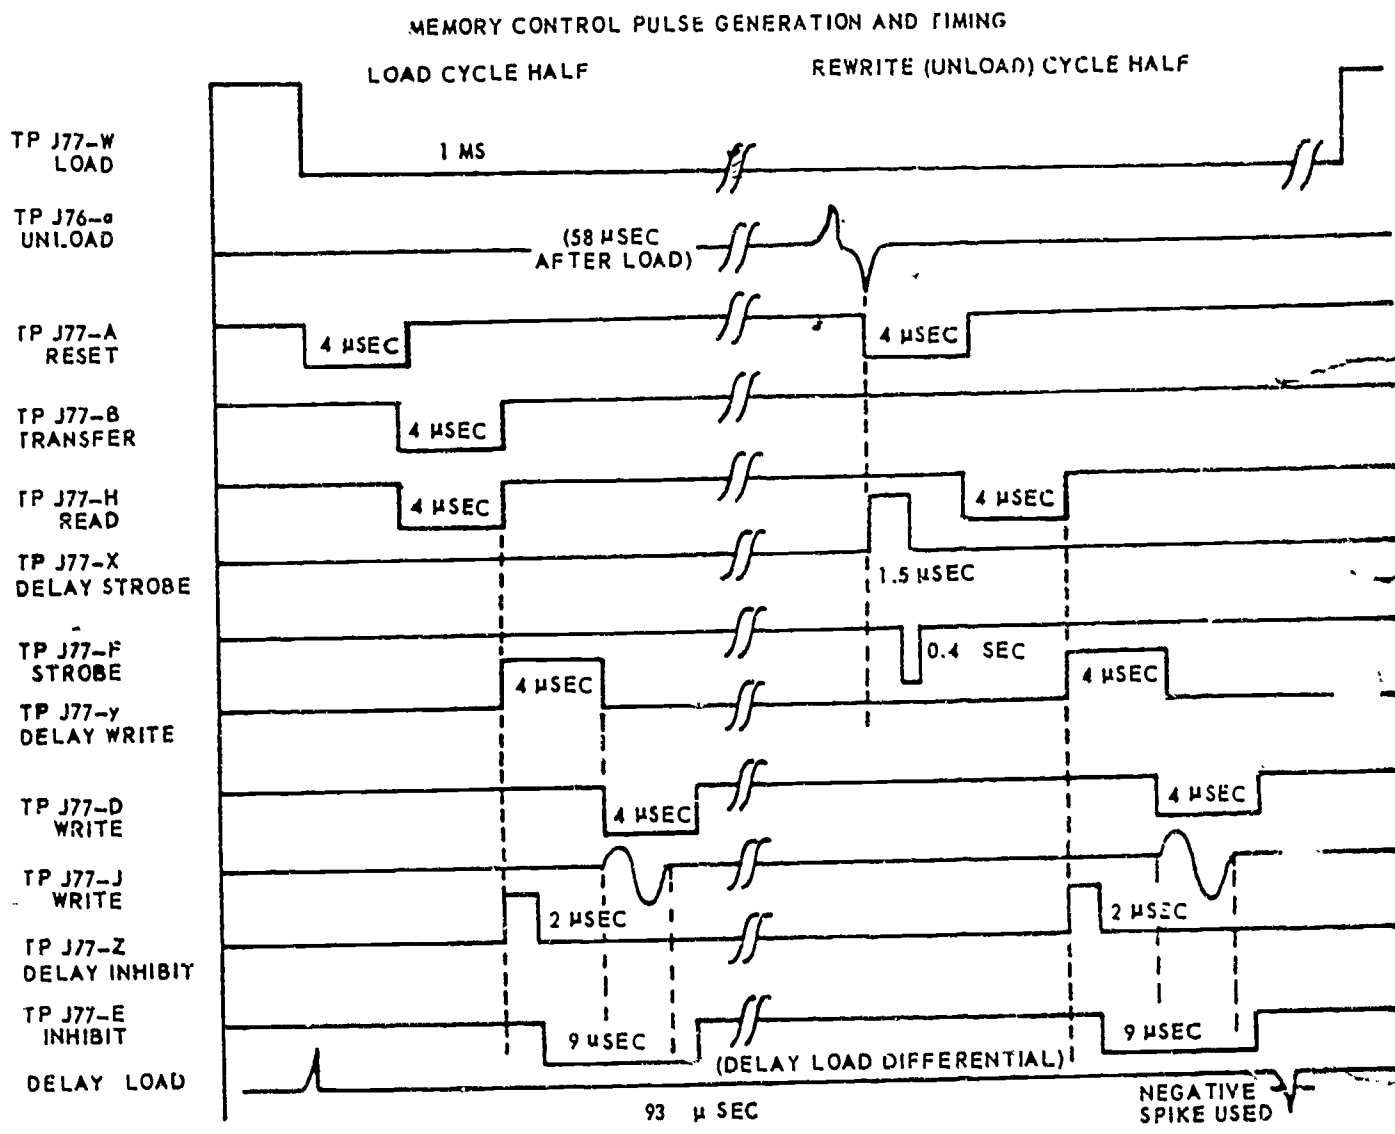 MEMORY CONTROL PULSE GENERATION AND TIMING
LOAD CYCLE HALF
REWRITE (UNLOAD) CYCLE HALF
TP J77-W
LOAD
1 MS
TP J76-a
UNLOAD
(58 µSEC
AFTER LOAD)
TP J77-A
RESET
4 µSEC
4 µSEC
TP J77-B
TRANSFER
4 µSEC
TP J77-H
READ
4 µSEC
4 µSEC
TP J77-X
DELAY STROBE
1.5 µSEC
TP J77-F
STROBE
0.4 SEC
4 µSEC
4 µSEC
TP J77-y
DELAY WRITE
TP J77-D
WRITE
4 µSEC
4 µSEC
TP J77-J
WRITE
2 µSEC
2 µSEC
TP J77-Z
DELAY INHIBIT
TP J77-E
INHIBIT
9 µSEC
9 µSEC
(DELAY LOAD DIFFERENTIAL)
DELAY LOAD
93 µ SEC
NEGATIVE
SPIKE USED